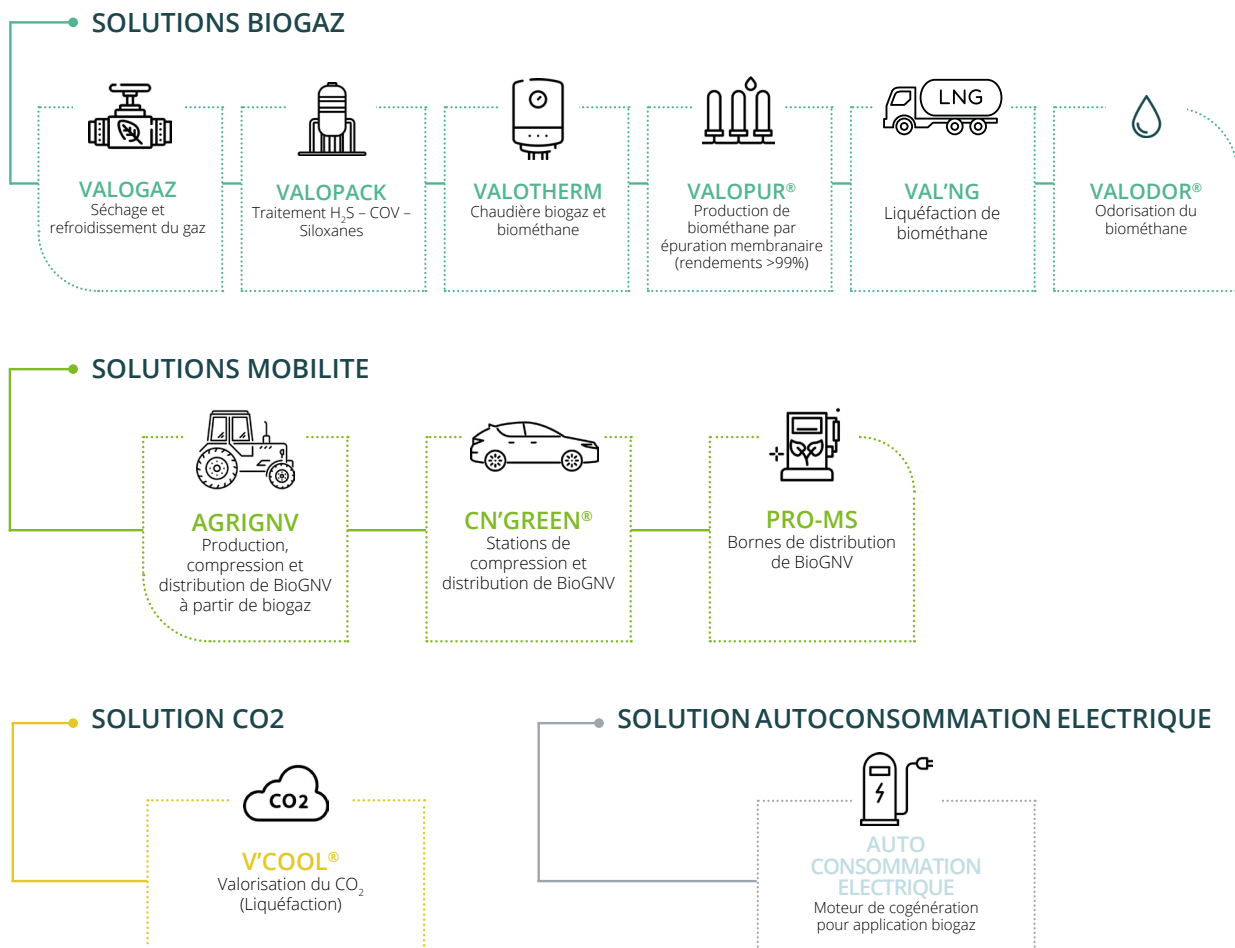 SOLUTIONS BIOGAZ
LNG
VALOGAZ
Séchage et
refroidissement du gaz
VALOPACK
Traitement H₂S – COV –
Siloxanes
VALOTHERM
Chaudière biogaz et
biométhane
VALOPUR®
Production de
biométhane par
épuration membranaire
(rendements >99%)
VAL'NG
Liquéfaction de
biométhane
VALODOR®
Odorisation du
biométhane
SOLUTIONS MOBILITE
AGRIGNV
Production,
compression et
distribution de BioGNV
à partir de biogaz
CN'GREEN®
Stations de
compression et
distribution de BioGNV
PRO-MS
Bornes de distribution
de BioGNV
SOLUTION CO2
CO2
V'COOL®
Valorisation du CO₂
(Liquéfaction)
SOLUTION AUTOCONSOMMATION ELECTRIQUE
AUTO
CONSOMMATION
ELECTRIQUE
Moteur de cogénération
pour application biogaz